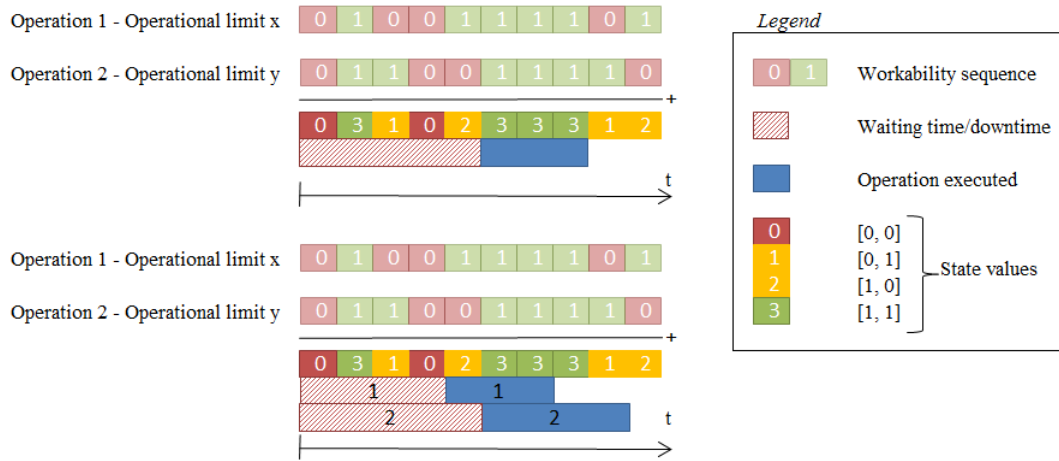 Operation 1 - Operational limit x 0 1 0 0 1 1 1 1 0 1
Operation 2 - Operational limit y 0 1 1 0 0 1 1 1 1 0
+
0 3 1 0 2 3 3 3 1 2
t
Operation 1 - Operational limit x 0 1 0 0 1 1 1 1 0 1
Operation 2 - Operational limit y 0 1 1 0 0 1 1 1 1 0
+
0 3 1 0 2 3 3 3 1 2
1 1
2 2 t
Legend
0 1 Workability sequence
Waiting time/downtime
Operation executed
0 [0, 0]
1 [0, 1]
State values
2 [1, 0]
3 [1, 1]